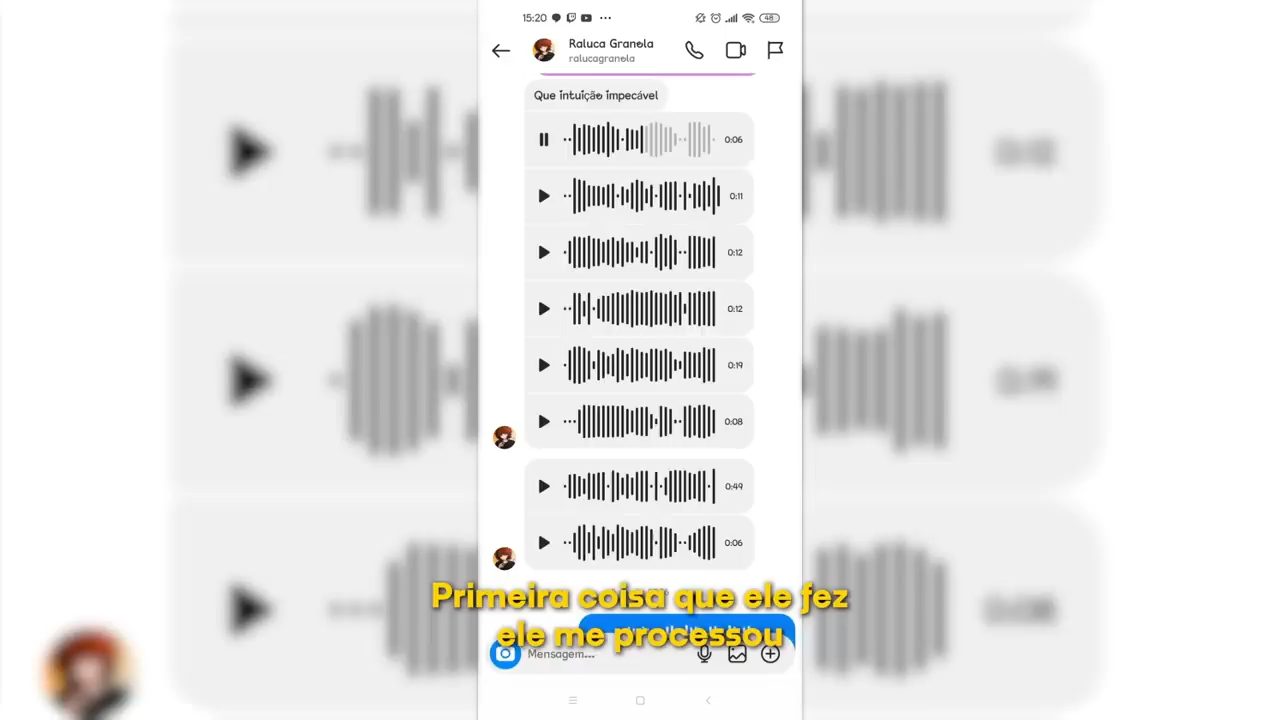 15:20
48
Raluca Granela
ralucagranela
Que intuição impecável
0:06
0:11
0:12
0:12
0:19
0:08
0:49
0:06
Primeira coisa que ele fez
ele me processou
Mensagem...